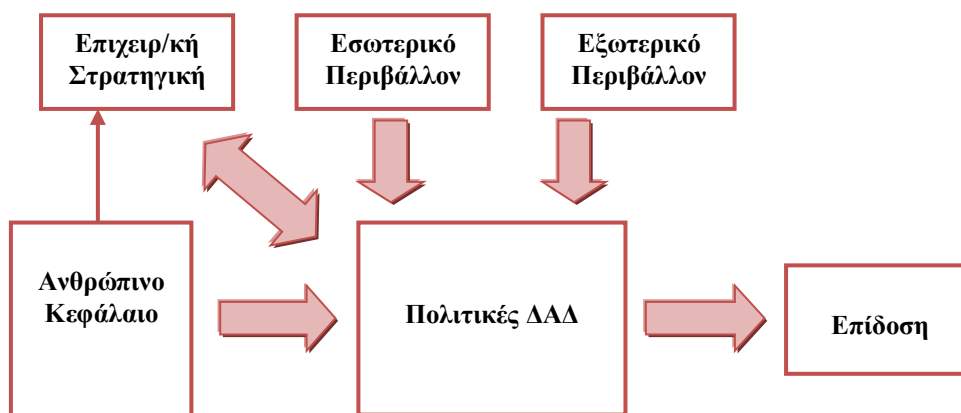 Επιχειρ/κή
Στρατηγική
Εσωτερικό
Περιβάλλον
Εξωτερικό
Περιβάλλον
Ανθρώπινο
Κεφάλαιο
Πολιτικές ΔΑΔ
Επίδοση